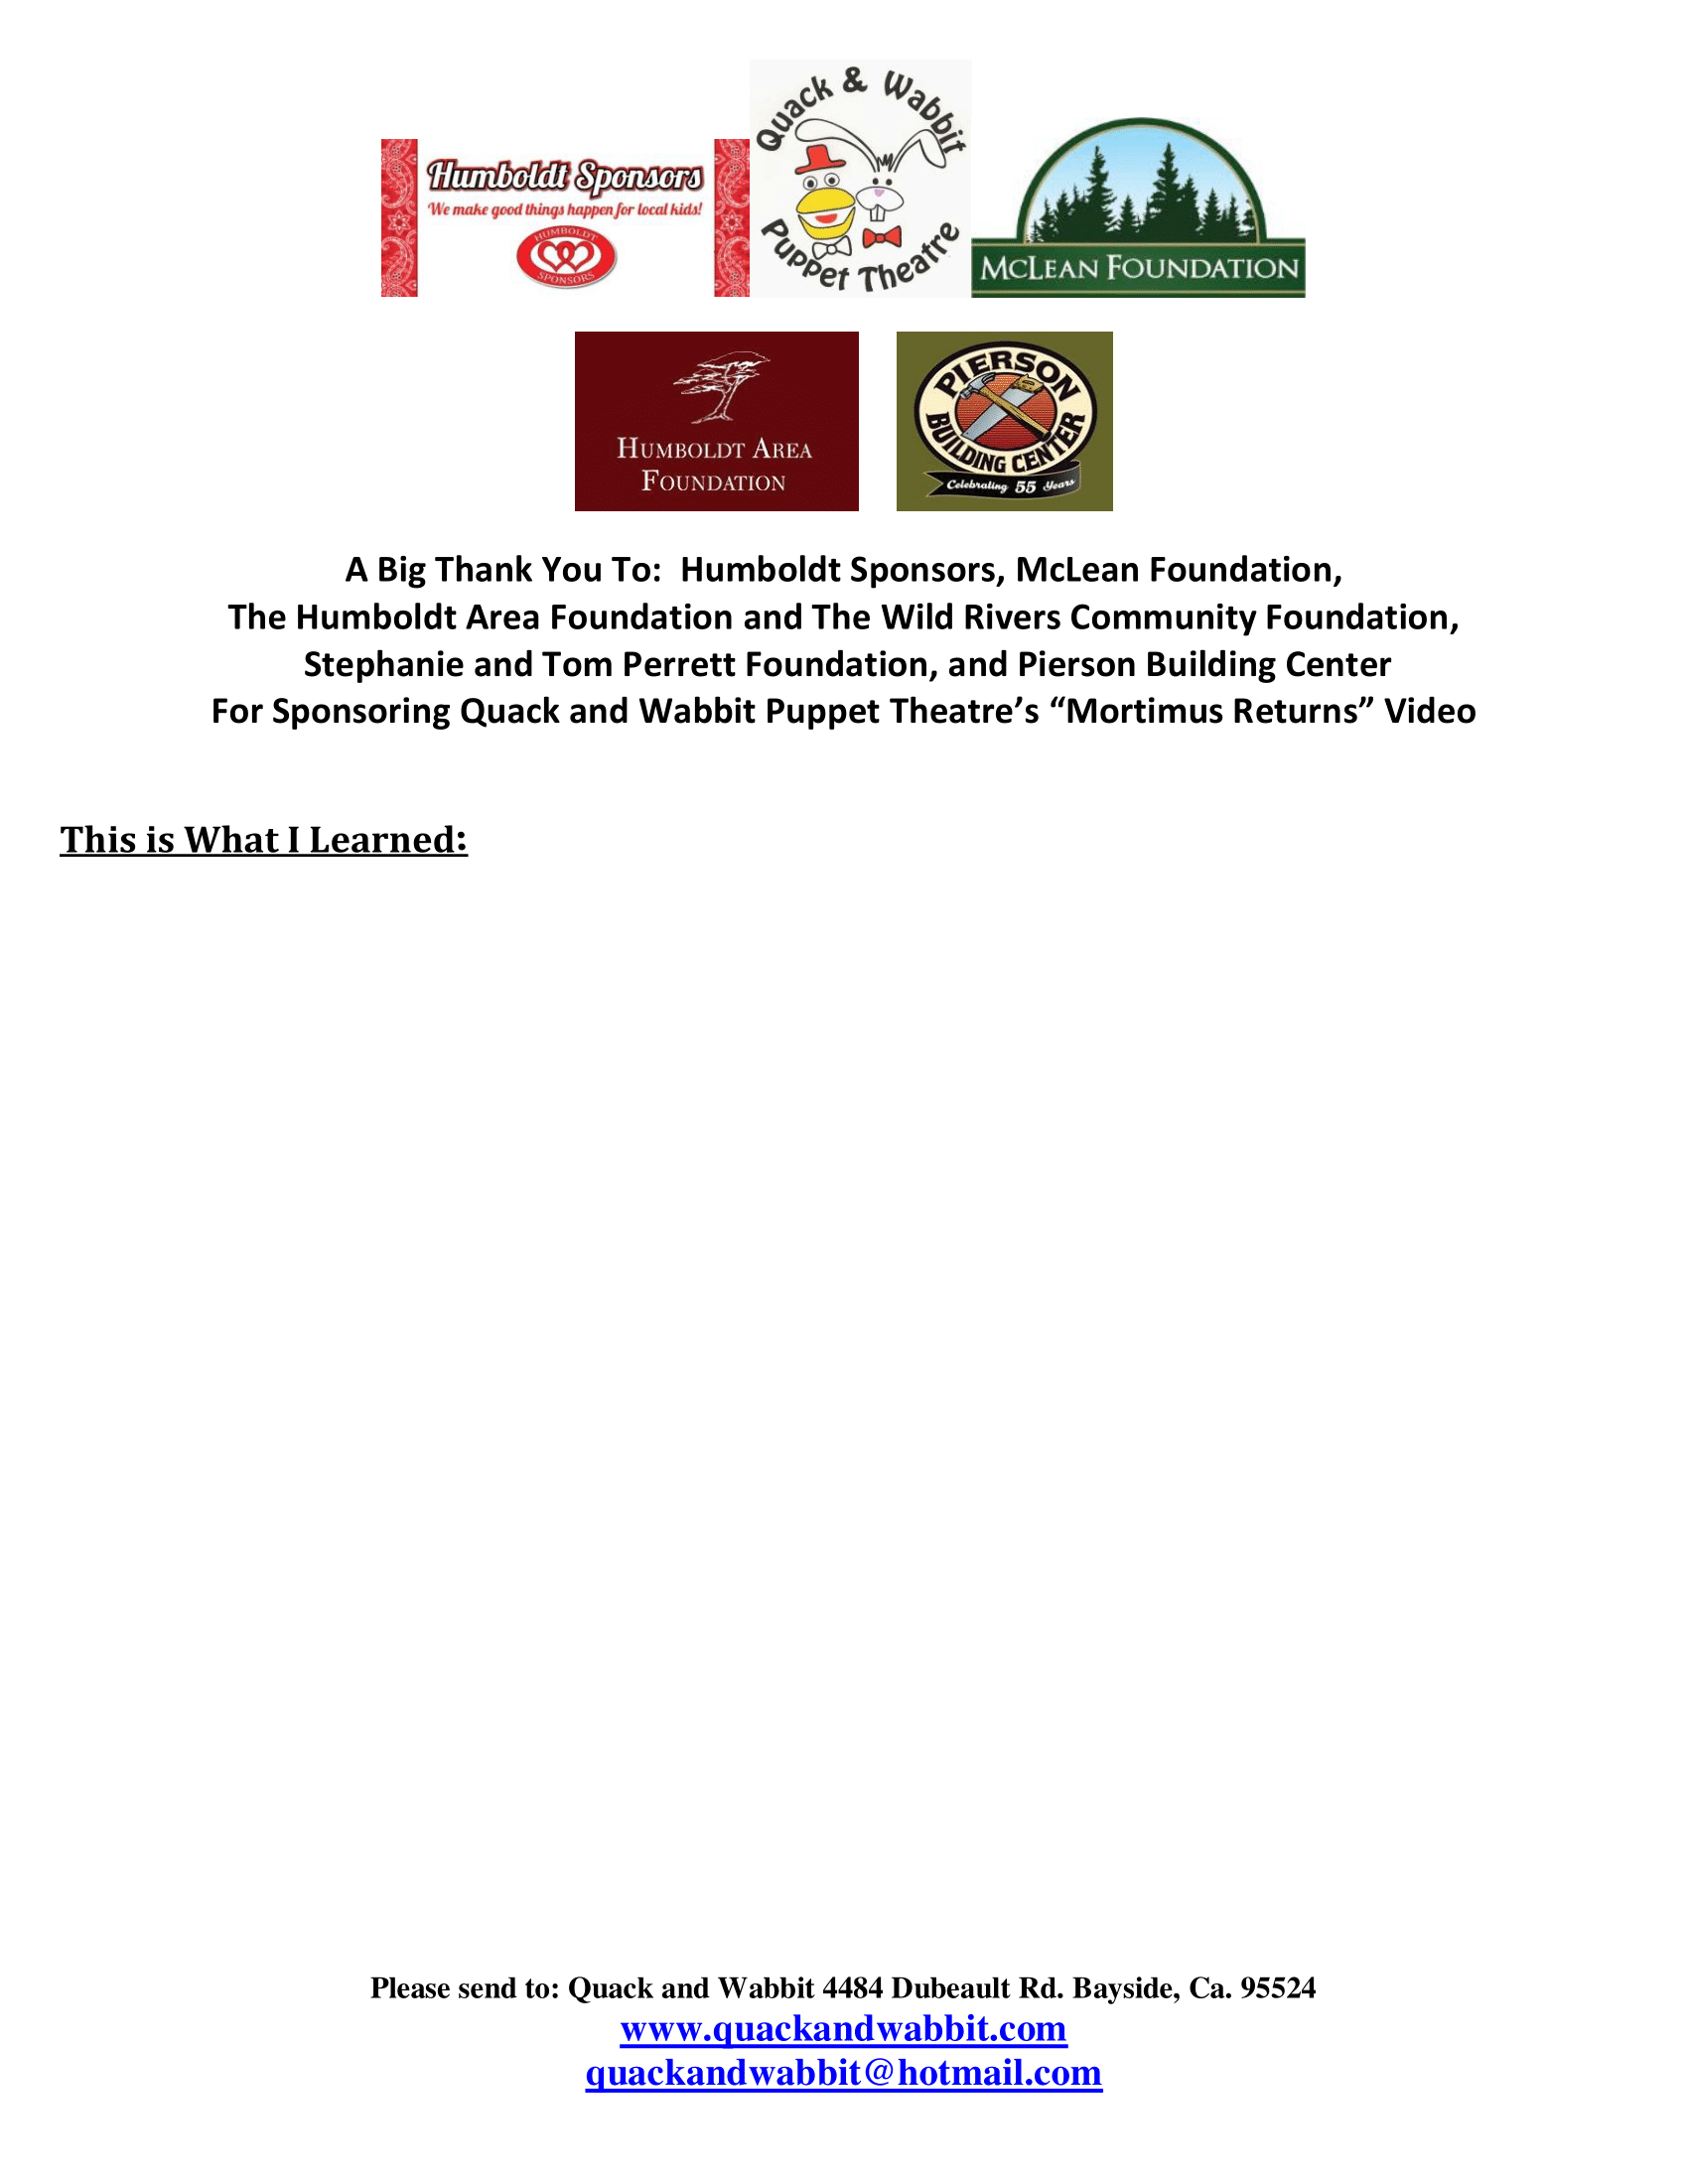 Quack & Wabbit
Puppet Theatre
Humboldt Sponsors
We make good things happen for local kids!
HUMBOLDT
SPONSORS
MCLEAN FOUNDATION
HUMBOLDT AREA
FOUNDATION
PIERSON
BUILDING CENTER
Celebrating 55 Years
A Big Thank You To:  Humboldt Sponsors, McLean Foundation,
The Humboldt Area Foundation and The Wild Rivers Community Foundation,
Stephanie and Tom Perrett Foundation, and Pierson Building Center
For Sponsoring Quack and Wabbit Puppet Theatre’s “Mortimus Returns” Video
This is What I Learned:
Please send to: Quack and Wabbit 4484 Dubeault Rd. Bayside, Ca. 95524
www.quackandwabbit.com
quackandwabbit@hotmail.com